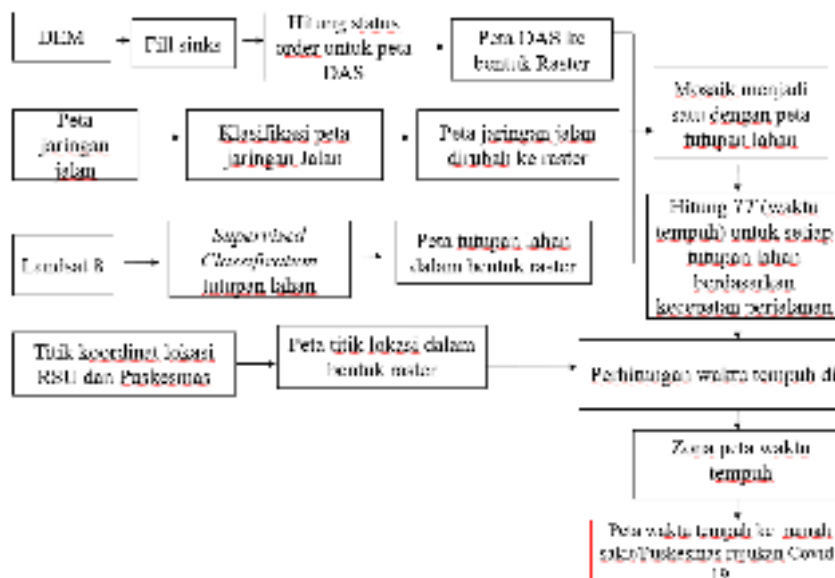 DEM
Fill sinks
Hitung status
order untuk peta
DAS
Peta DAS ke
bentuk Raster
Mosaik menjadi
satu dengan peta
tutupan lahan
Peta
jaringan
jalan
Klasifikasi peta
jaringan Jalan
Peta jaringan jalan
dirubah ke raster
Hitung TT (waktu
tempuh) untuk setiap
tutupan lahan
berdasarkan
kecepatan perjalanan
Landsat 8
Supervised
Classification
tutupan lahan
Peta tutupan lahan
dalam bentuk raster
Titik koordinat lokasi
RSU dan Puskesmas
Peta titik lokasi dalam
bentuk raster
Perhitungan waktu tempuh di
Zona peta waktu
tempuh
Peta waktu tempuh ke rumah
sakit/Puskesmas rujukan Covid
19